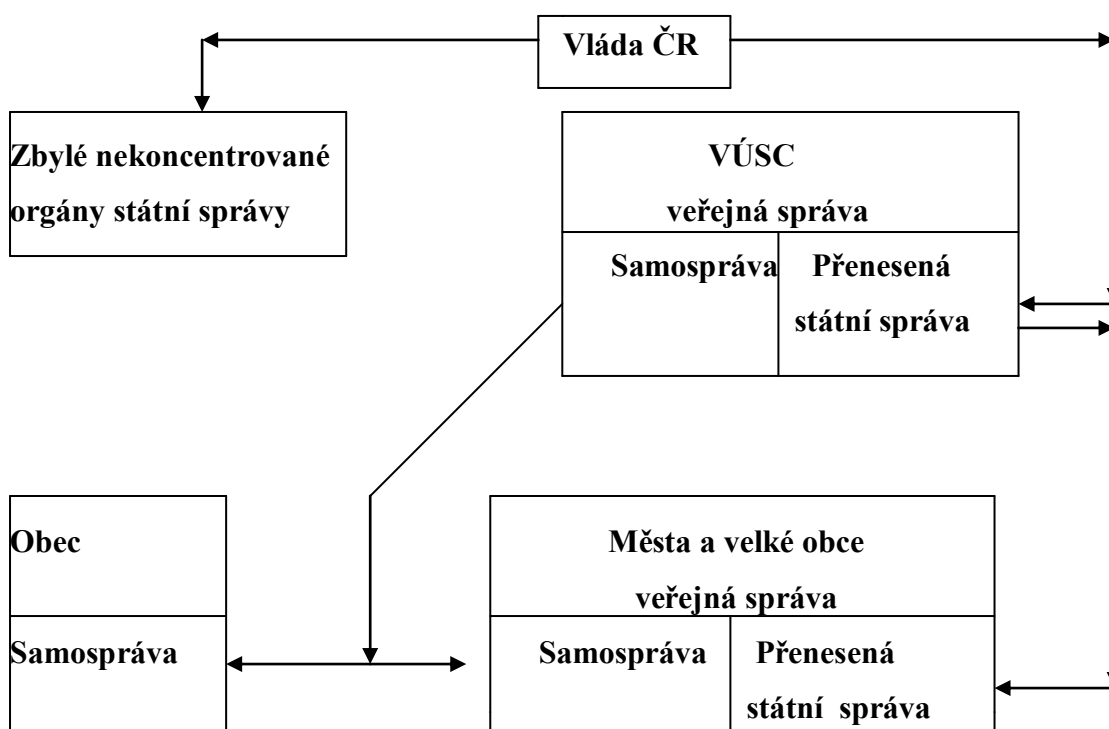 Vláda ČR
Zbylé nekoncentrované
orgány státní správy
VÚSC
veřejná správa
Samospráva
Přenesená
státní správa
Obec
Samospráva
Města a velké obce
veřejná správa
Samospráva
Přenesená
státní správa